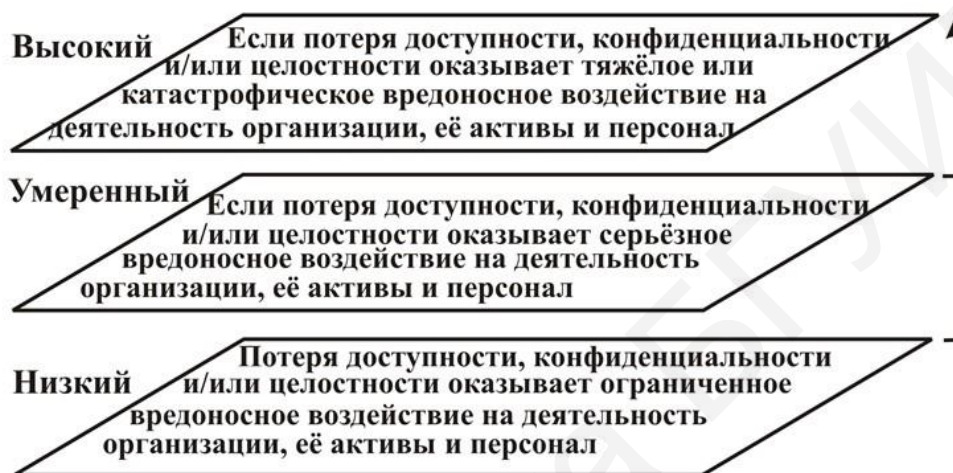 Высокий
Если потеря доступности, конфиденциальности
и/или целостности оказывает тяжёлое или
катастрофическое вредоносное воздействие на
деятельность организации, её активы и персонал
Умеренный
Если потеря доступности, конфиденциальности
и/или целостности оказывает серьёзное
вредоносное воздействие на деятельность
организации, её активы и персонал
Низкий
Потеря доступности, конфиденциальности
и/или целостности оказывает ограниченное
вредоносное воздействие на деятельность
организации, её активы и персонал